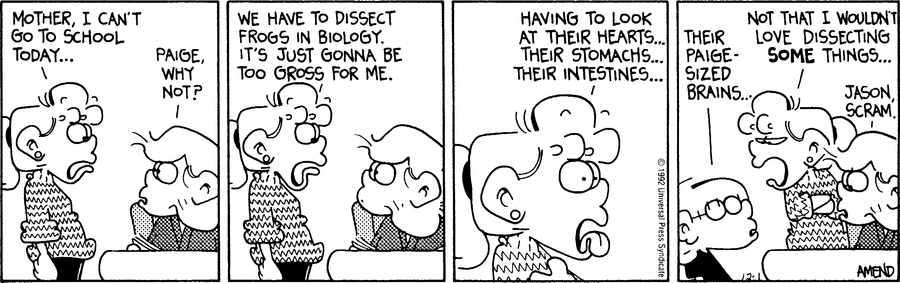 MOTHER, I CAN'T
GO TO SCHOOL
TODAY...
PAIGE,
WHY
NOT?
WE HAVE TO DISSECT
FROGS IN BIOLOGY.
IT'S JUST GONNA BE
TOO GROSS FOR ME.
HAVING TO LOOK
AT THEIR HEARTS...
THEIR STOMACHS...
THEIR INTESTINES...
© 1992 Universal Press Syndicate
THEIR
PAIGE-
SIZED
BRAINS...
NOT THAT I WOULDN'T
LOVE DISSECTING
SOME THINGS...
JASON,
SCRAM.
12·1
AMEND